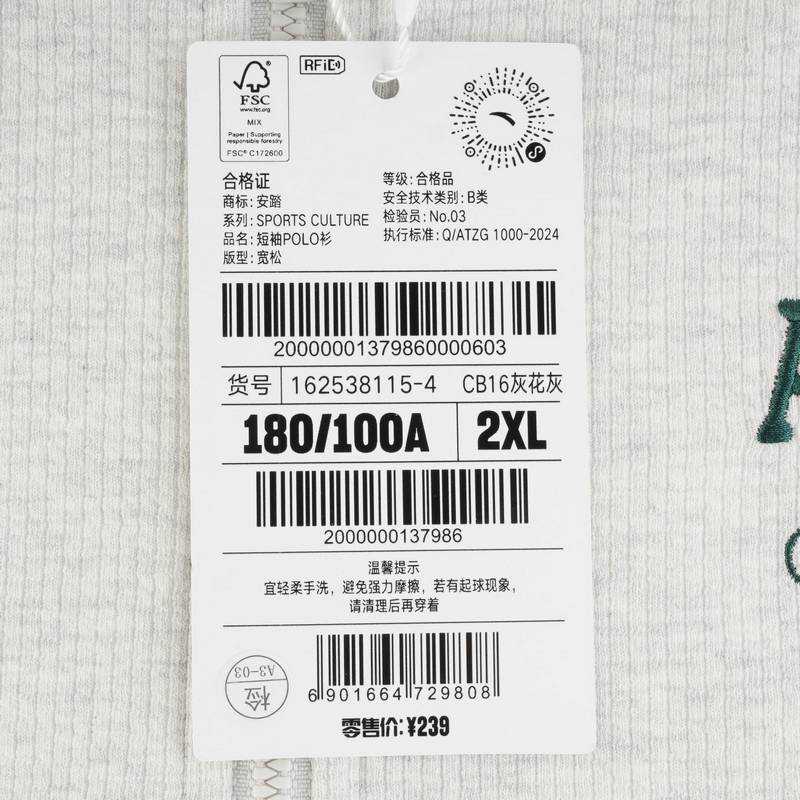 RFiD
FSC
www.fsc.org
MIX
Paper | Supporting
responsible forestry
FSC® C172600
合格证
商标: 安踏
系列: SPORTS CULTURE
品名: 短袖POLO衫
版型: 宽松
等级: 合格品
安全技术类别: B类
检验员: No.03
执行标准: Q/ATZG 1000-2024
20000001379860000603
货号 162538115-4 CB16灰花灰
180/100A 2XL
2000000137986
温馨提示
宜轻柔手洗，避免强力摩擦，若有起球现象，
请清理后再穿着
A3-03
检
6 901664 729808
零售价: ¥239